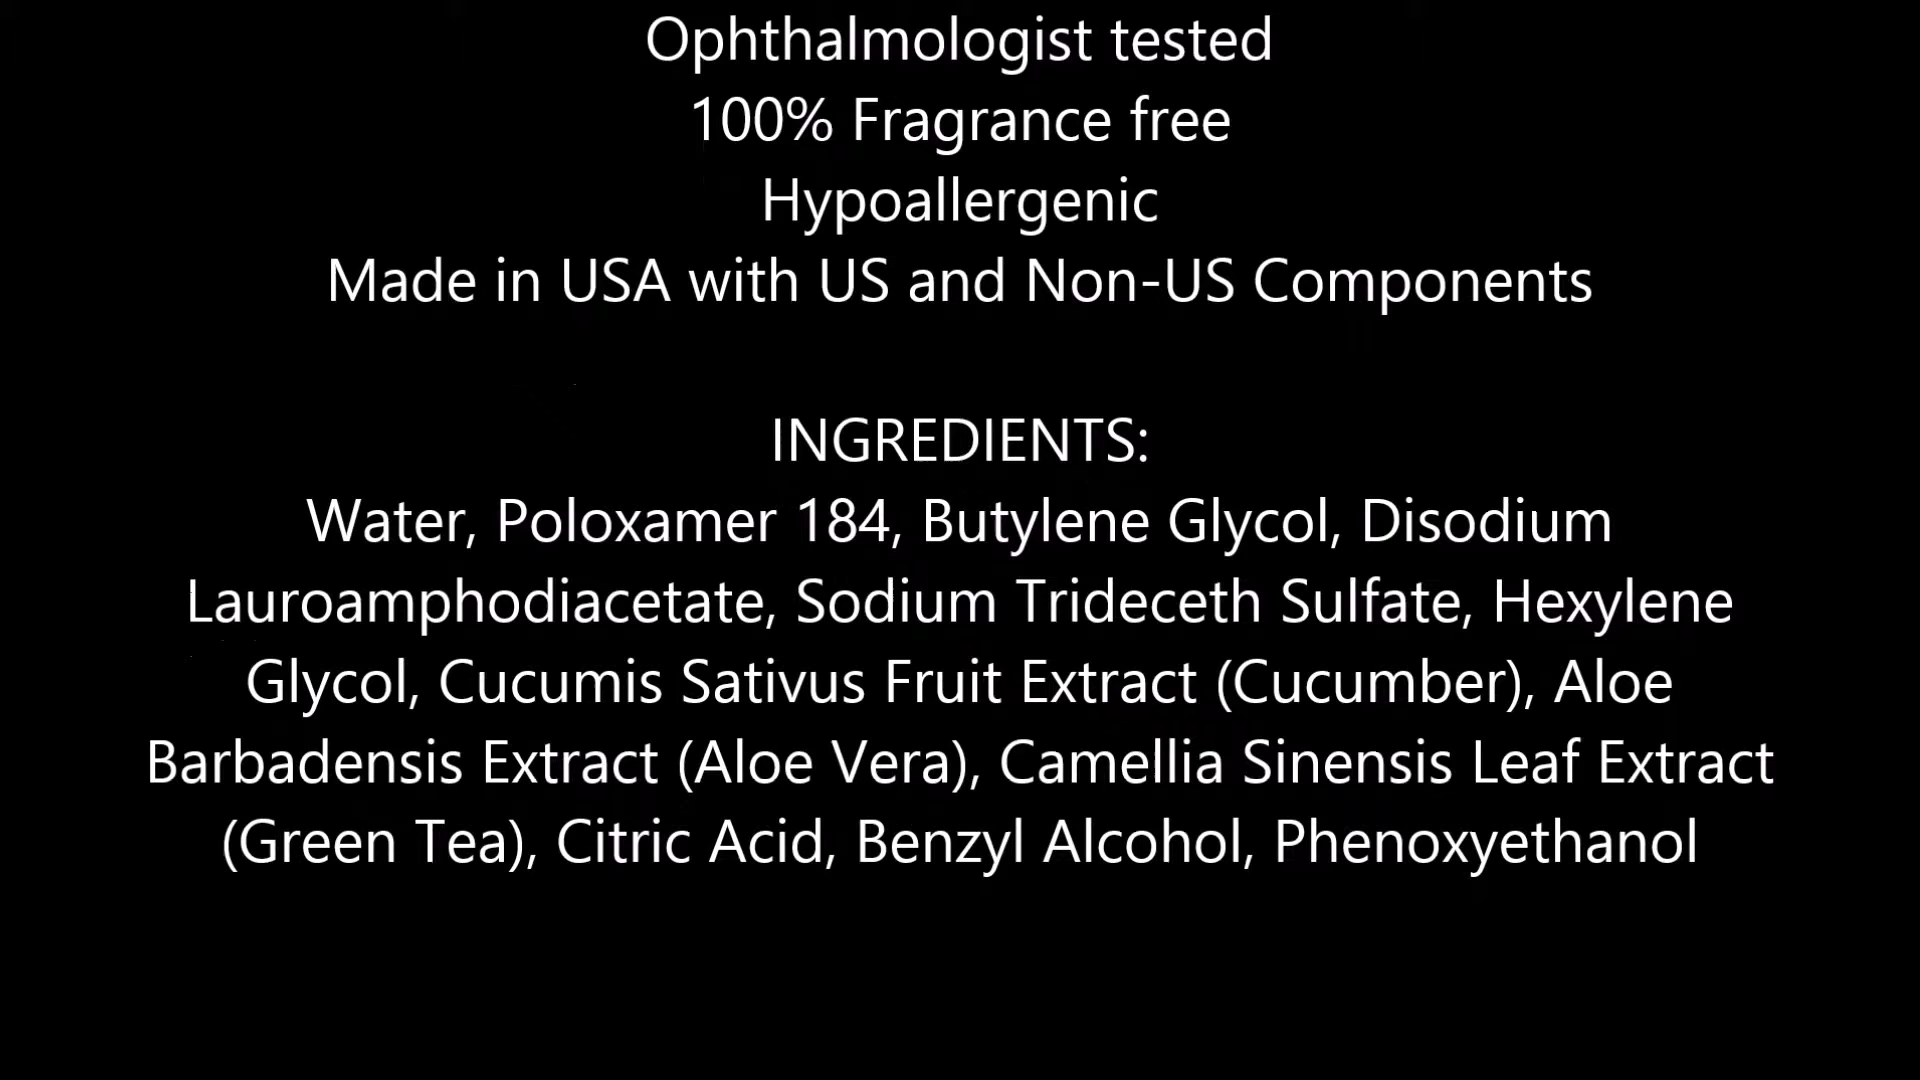 Ophthalmologist tested
100% Fragrance free
Hypoallergenic
Made in USA with US and Non-US Components
INGREDIENTS:
Water, Poloxamer 184, Butylene Glycol, Disodium
Lauroamphodiacetate, Sodium Trideceth Sulfate, Hexylene
Glycol, Cucumis Sativus Fruit Extract (Cucumber), Aloe
Barbadensis Extract (Aloe Vera), Camellia Sinensis Leaf Extract
(Green Tea), Citric Acid, Benzyl Alcohol, Phenoxyethanol